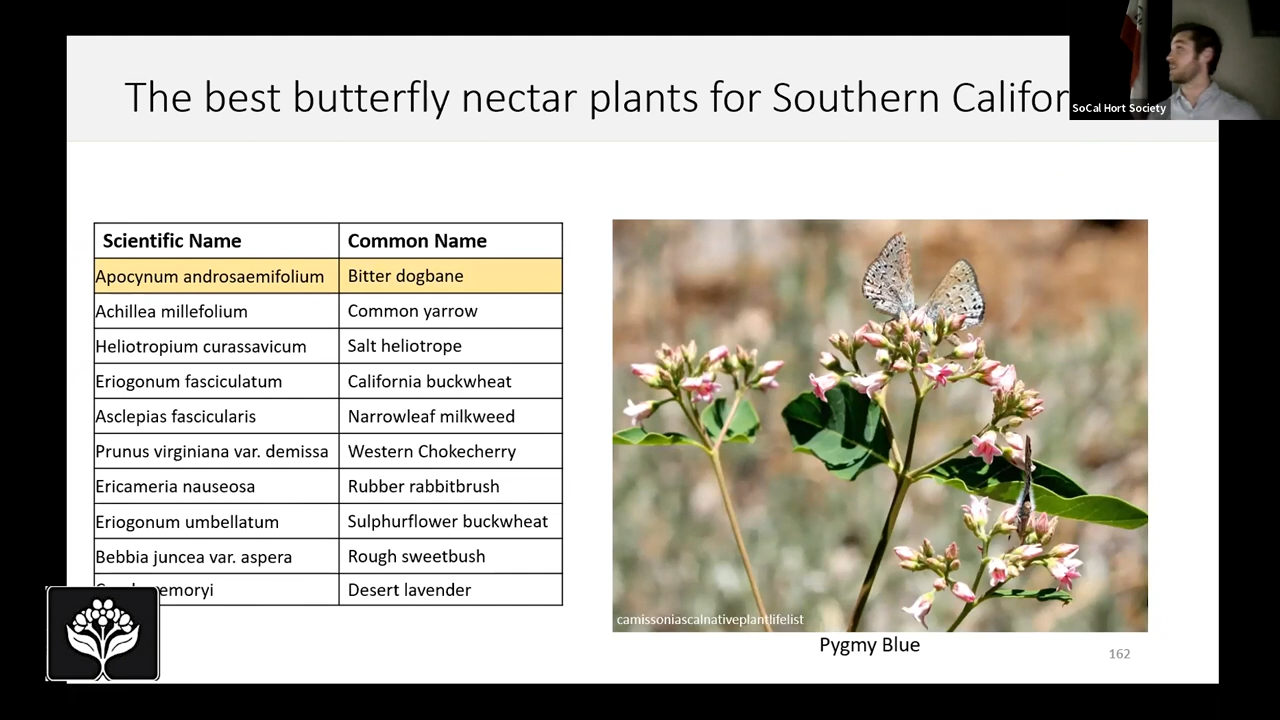 The best butterfly nectar plants for Southern Califor
SoCal Hort Society
Scientific Name Common Name
Apocynum androsaemifolium Bitter dogbane
Achillea millefolium Common yarrow
Heliotropium curassavicum Salt heliotrope
Eriogonum fasciculatum California buckwheat
Asclepias fascicularis Narrowleaf milkweed
Prunus virginiana var. demissa Western Chokecherry
Ericameria nauseosa Rubber rabbitbrush
Eriogonum umbellatum Sulphurflower buckwheat
Bebbia juncea var. aspera Rough sweetbush
emoryi Desert lavender
camissoniascalnativeplantlifelist
Pygmy Blue
162